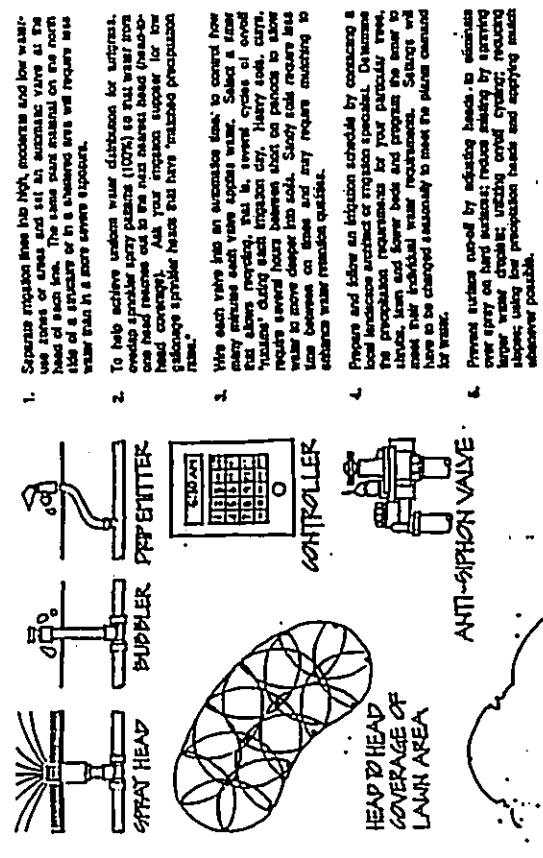 1. Separate irrigation lines into high, moderate and low water-
use zones or areas and set an automatic valve at the
head of each line. The same plant material on the north
side of a structure or in a sheltered area will require less
water than in a more severe exposure.
2. To help achieve uniform water distribution for turfgrass,
overlap sprinkler spray patterns (100%) so that water from
one head reaches out to the next nearest head (head-to-
head coverage). Ask your irrigation supplier for low
gallonage sprinkler heads that have "matched precipitation
rates."
3. Wire each valve into an automatic timer, to control how
many minutes each valve applies water. Select a timer
that allows recycling, that is, several cycles of on/off
during each irrigation day. Heavy soils, clays,
require several hours between short on periods to allow
water to move deeper into soils. Sandy soils require less
time between on times and may require mulching to
enhance water retention qualities.
4. Prepare and follow an irrigation schedule by contacting a
local landscape architect or irrigation specialist. Determine
the precipitation requirements for your particular trees,
shrubs, lawn and flower beds and program the timer to
meet their individual water requirements. Settings will
have to be changed seasonally to meet the plants demand
for water.
5. Prevent surface run-off by adjusting heads to eliminate
over spray on hard surfaces; reduce misting by spraying
larger water droplets; utilizing on/off cycling; reducing
slopes; using low precipitation heads and applying mulch
whenever possible.
SPRAY HEAD
BUBBLER
DRIP EMITTER
6:30 AM
CONTROLLER
HEAD TO HEAD
COVERAGE OF
LAWN AREA
ANTI-SIPHON VALVE